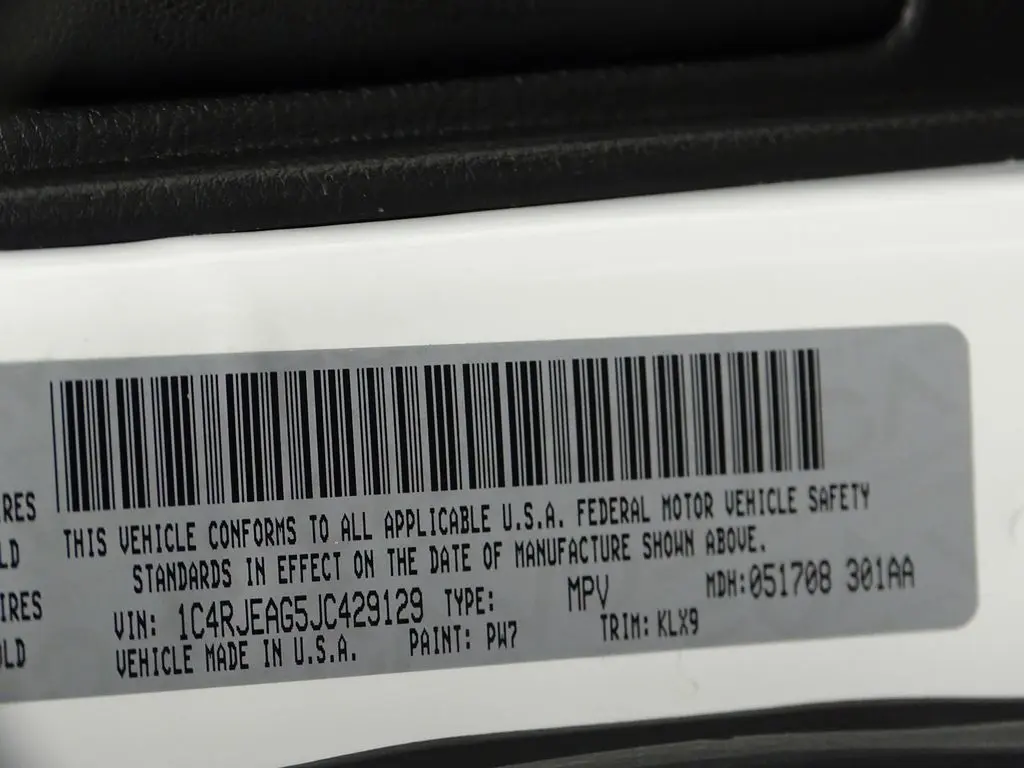 THIS VEHICLE CONFORMS TO ALL APPLICABLE U.S.A. FEDERAL MOTOR VEHICLE SAFETY
STANDARDS IN EFFECT ON THE DATE OF MANUFACTURE SHOWN ABOVE.
VIN: 1C4RJEAG5JC429129 TYPE: MPV MDH:051708 301AA
VEHICLE MADE IN U.S.A. PAINT: PW7 TRIM: KLX9
IRES
LD
IRES
LD